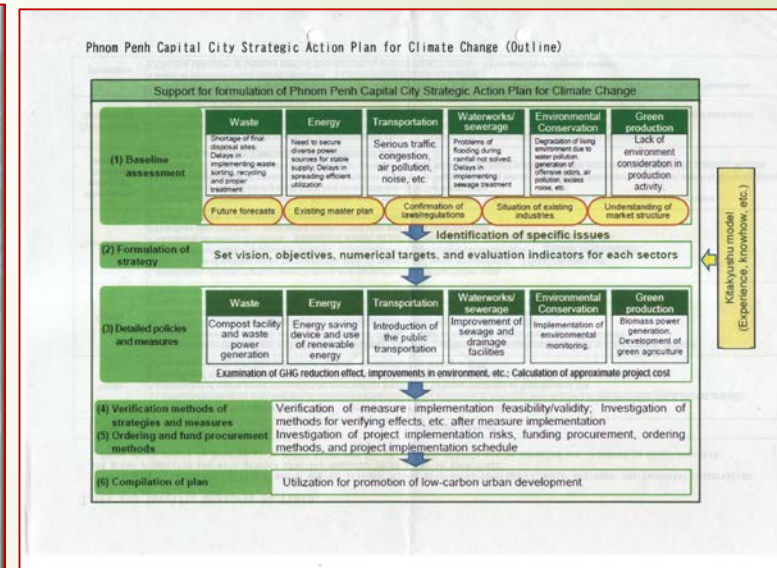 Phnom Penh Capital City Strategic Action Plan for Climate Change (Outline)
Support for formulation of Phnom Penh Capital City Strategic Action Plan for Climate Change
(1) Baseline
assessment
Waste
Shortage of final
disposal sites;
Delays in
implementing waste
sorting, recycling
and proper
treatment
Energy
Need to secure
diverse power
sources for stable
supply; Delays in
spreading efficient
utilization
Transportation
Serious traffic
congestion,
air pollution,
noise, etc.
Waterworks/
sewerage
Problems of
flooding during
rainfall not solved;
Delays in
implementing
sewage treatment
Environmental
Conservation
Degradation of living
environment due to
water pollution,
generation of
offensive odors, air
pollution, excess
noise, etc.
Green
production
Lack of
environment
consideration in
production
activity.
Future forecasts
Existing master plan
Confirmation of
laws/regulations
Situation of existing
industries
Understanding of
market structure
Identification of specific issues
(2) Formulation of
strategy
Set vision, objectives, numerical targets, and evaluation indicators for each sectors
(3) Detailed policies
and measures
Waste
Compost facility
and waste
power
generation
Energy
Energy saving
device and use
of renewable
energy
Transportation
Introduction of
the public
transportation
Waterworks/
sewerage
Improvement of
sewage and
drainage
facilities
Environmental
Conservation
Implementation of
environmental
monitoring.
Green
production
Biomass power
generation,
Development of
green agriculture
Examination of GHG reduction effect, improvements in environment, etc.; Calculation of approximate project cost
(4) Verification methods of
strategies and measures
Verification of measure implementation feasibility/validity; Investigation of
methods for verifying effects, etc. after measure implementation
(5) Ordering and fund procurement
methods
Investigation of project implementation risks, funding procurement, ordering
methods, and project implementation schedule
(6) Compilation of plan
Utilization for promotion of low-carbon urban development
Kitakyushu model
(Experience, knowhow, etc.)